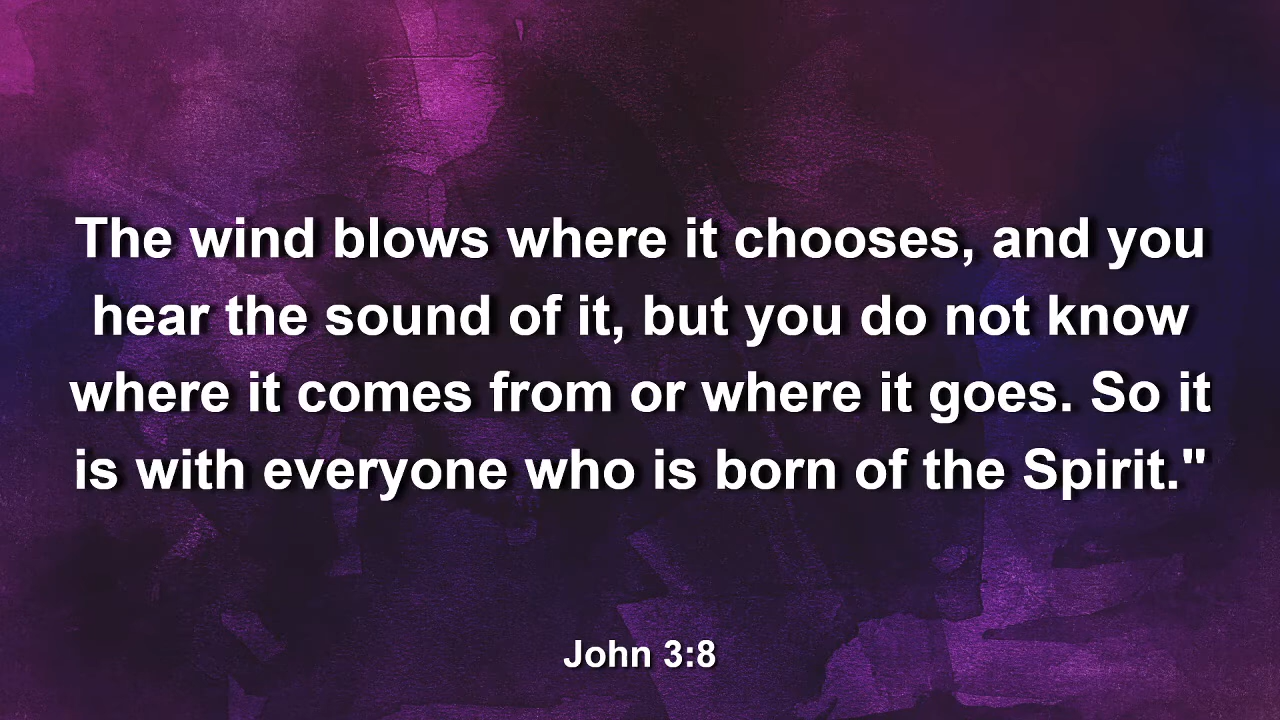 The wind blows where it chooses, and you
hear the sound of it, but you do not know
where it comes from or where it goes. So it
is with everyone who is born of the Spirit."
John 3:8